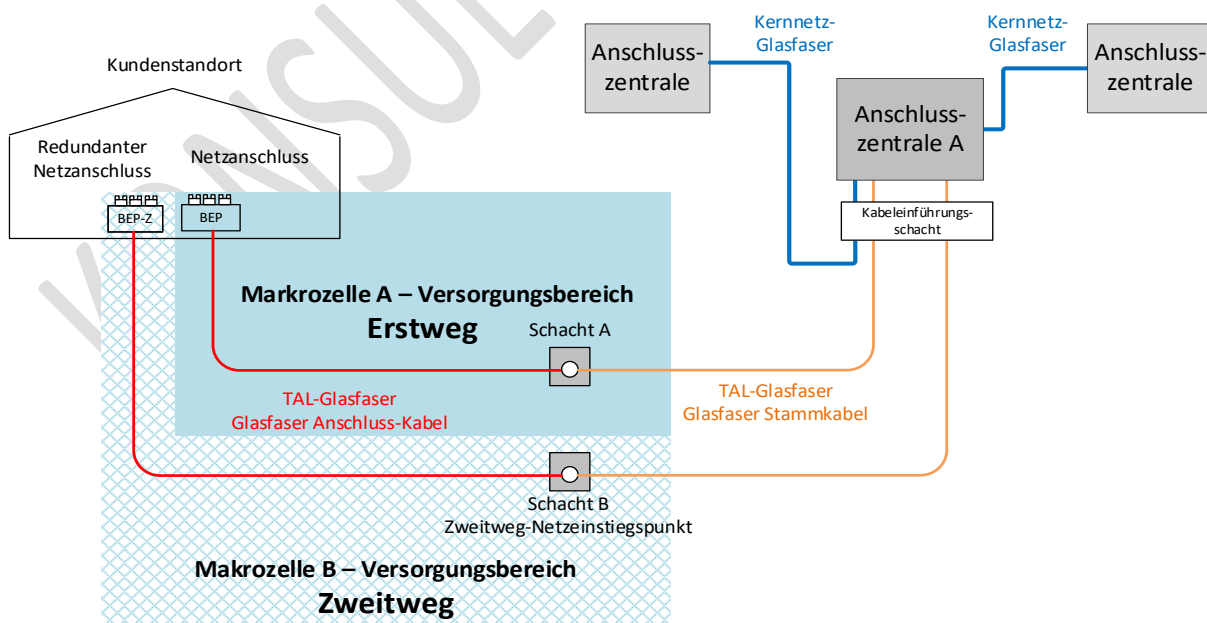 Kundenstandort
Redundanter
Netzanschluss
Netzanschluss
BEP-Z
BEP
Kernnetz-
Glasfaser
Kernnetz-
Glasfaser
Anschluss-
zentrale
Anschluss-
zentrale A
Anschluss-
zentrale
Kabeleinführungs-
schacht
Markrozelle A – Versorgungsbereich
Erstweg
Schacht A
TAL-Glasfaser
Glasfaser Anschluss-Kabel
TAL-Glasfaser
Glasfaser Stammkabel
Schacht B
Zweitweg-Netzeinstiegspunkt
Makrozelle B – Versorgungsbereich
Zweitweg
KONSUL